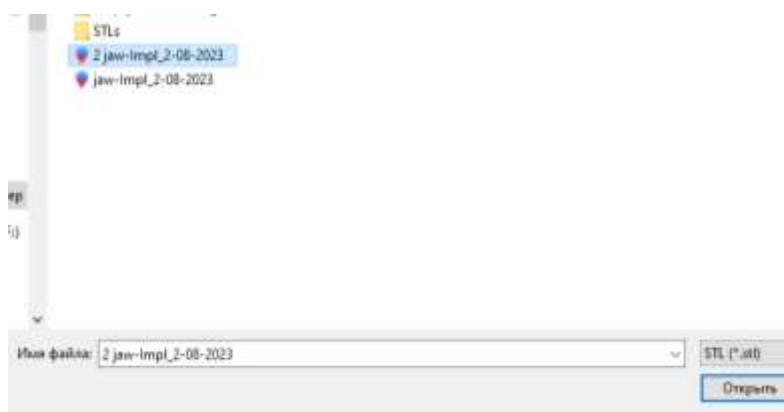 STLs
2 jaw-Impl_2-08-2023
jaw-Impl_2-08-2023
ер
Имя файла: 2 jaw-Impl_2-08-2023
STL (*.stl)
Открыть